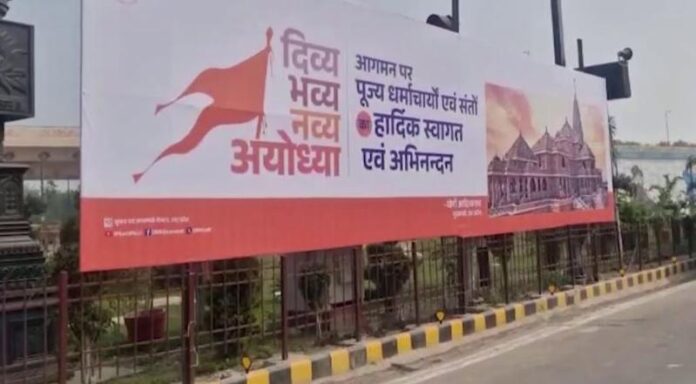 दिव्य
भव्य
नव्य
अयोध्या
आगमन पर
पूज्य धर्माचार्यों एवं संतों
का हार्दिक स्वागत
एवं अभिनन्दन